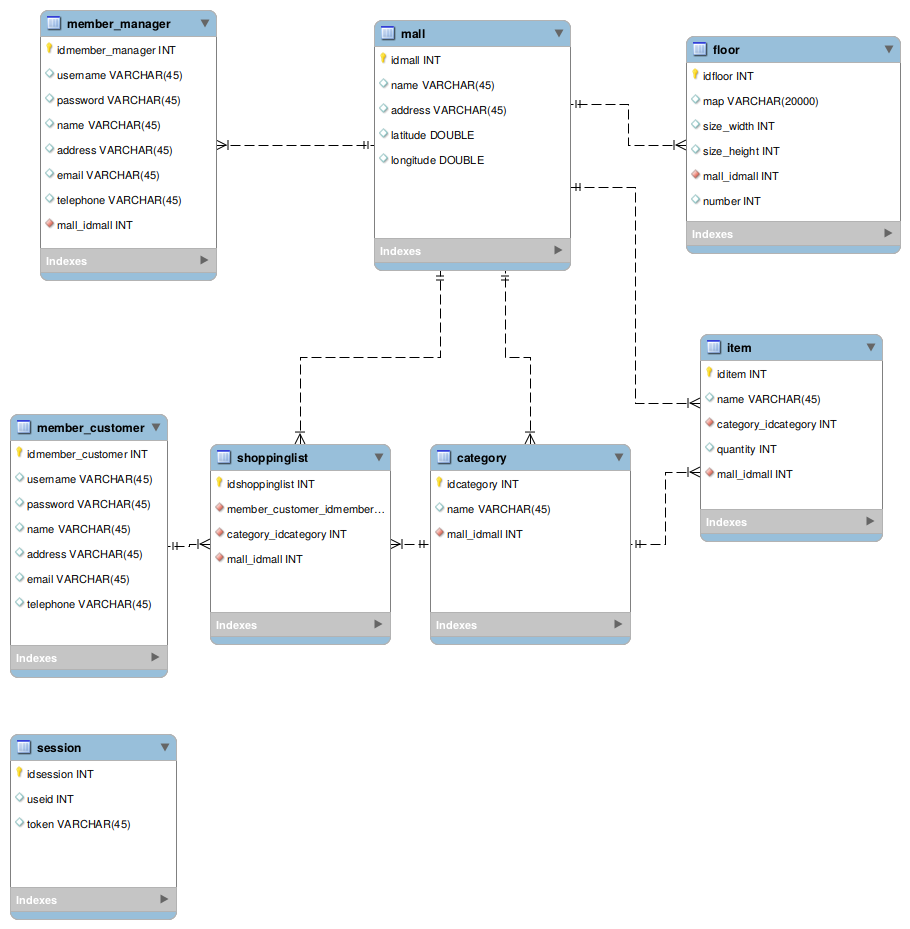 member_manager
idmember_manager INT
username VARCHAR(45)
password VARCHAR(45)
name VARCHAR(45)
address VARCHAR(45)
email VARCHAR(45)
telephone VARCHAR(45)
mall_idmall INT
Indexes
mall
idmall INT
name VARCHAR(45)
address VARCHAR(45)
latitude DOUBLE
longitude DOUBLE
Indexes
floor
idfloor INT
map VARCHAR(20000)
size_width INT
size_height INT
mall_idmall INT
number INT
Indexes
item
iditem INT
name VARCHAR(45)
category_idcategory INT
quantity INT
mall_idmall INT
Indexes
member_customer
idmember_customer INT
username VARCHAR(45)
password VARCHAR(45)
name VARCHAR(45)
address VARCHAR(45)
email VARCHAR(45)
telephone VARCHAR(45)
Indexes
shoppinglist
idshoppinglist INT
member_customer_idmember...
category_idcategory INT
mall_idmall INT
Indexes
category
idcategory INT
name VARCHAR(45)
mall_idmall INT
Indexes
session
idsession INT
useid INT
token VARCHAR(45)
Indexes